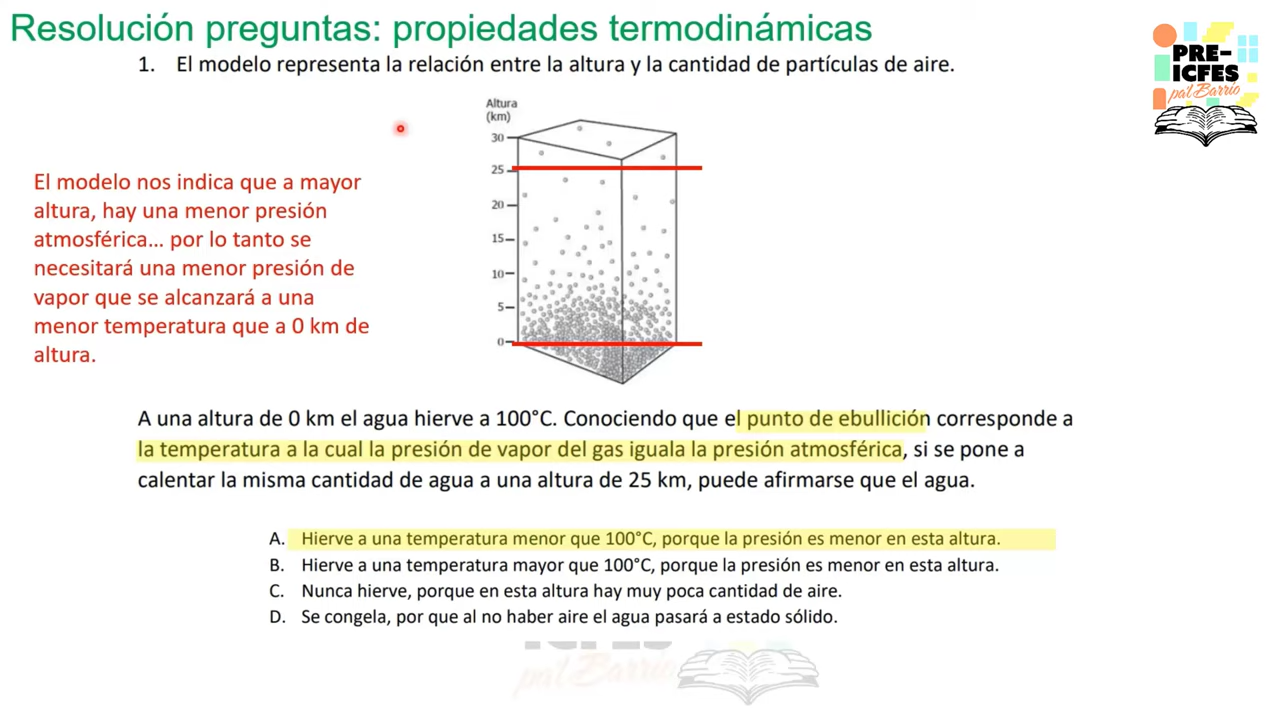 Resolución preguntas: propiedades termodinámicas
PRE-
ICFES
pa'l Barrio
1. El modelo representa la relación entre la altura y la cantidad de partículas de aire.
Altura
(km)
30
25
20
15
10
5
0
El modelo nos indica que a mayor
altura, hay una menor presión
atmosférica... por lo tanto se
necesitará una menor presión de
vapor que se alcanzará a una
menor temperatura que a 0 km de
altura.
A una altura de 0 km el agua hierve a 100°C. Conociendo que el punto de ebullición corresponde a
la temperatura a la cual la presión de vapor del gas iguala la presión atmosférica, si se pone a
calentar la misma cantidad de agua a una altura de 25 km, puede afirmarse que el agua.
A. Hierve a una temperatura menor que 100°C, porque la presión es menor en esta altura.
B. Hierve a una temperatura mayor que 100°C, porque la presión es menor en esta altura.
C. Nunca hierve, porque en esta altura hay muy poca cantidad de aire.
D. Se congela, por que al no haber aire el agua pasará a estado sólido.
ICFES
pa'l Barrio